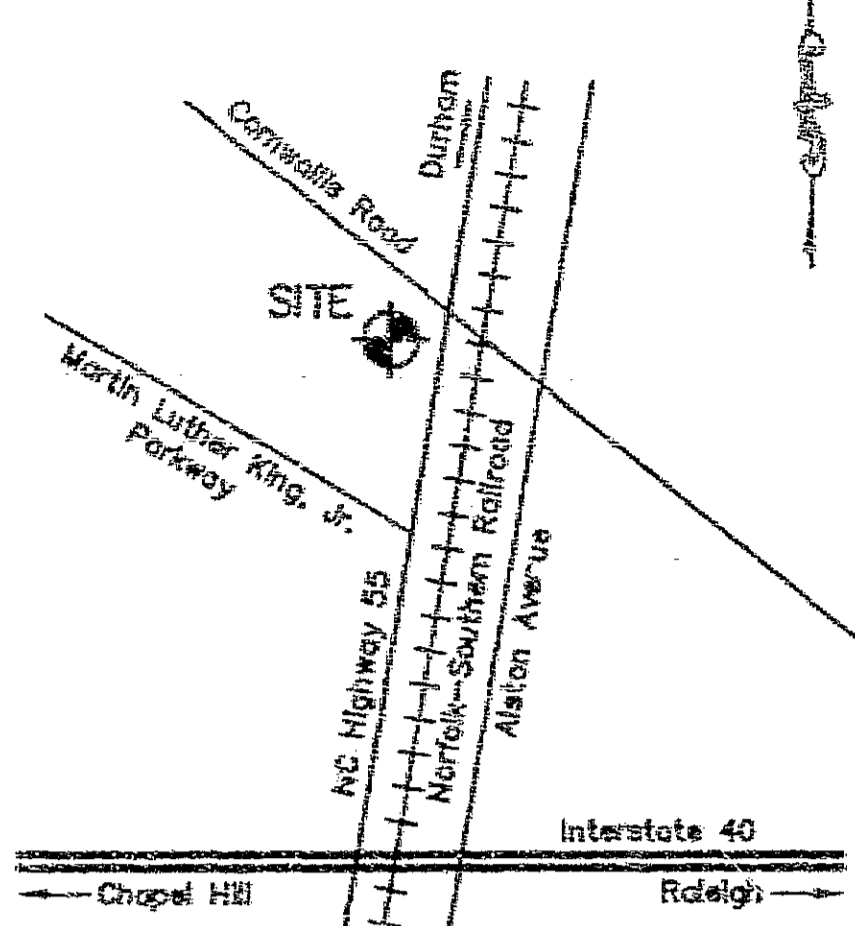 Durham
Cornwallis Road
SITE
Martin Luther King, Jr.
Parkway
NC Highway 55
Norfolk-Southern Railroad
Alston Avenue
Interstate 40
Chapel Hill
Raleigh